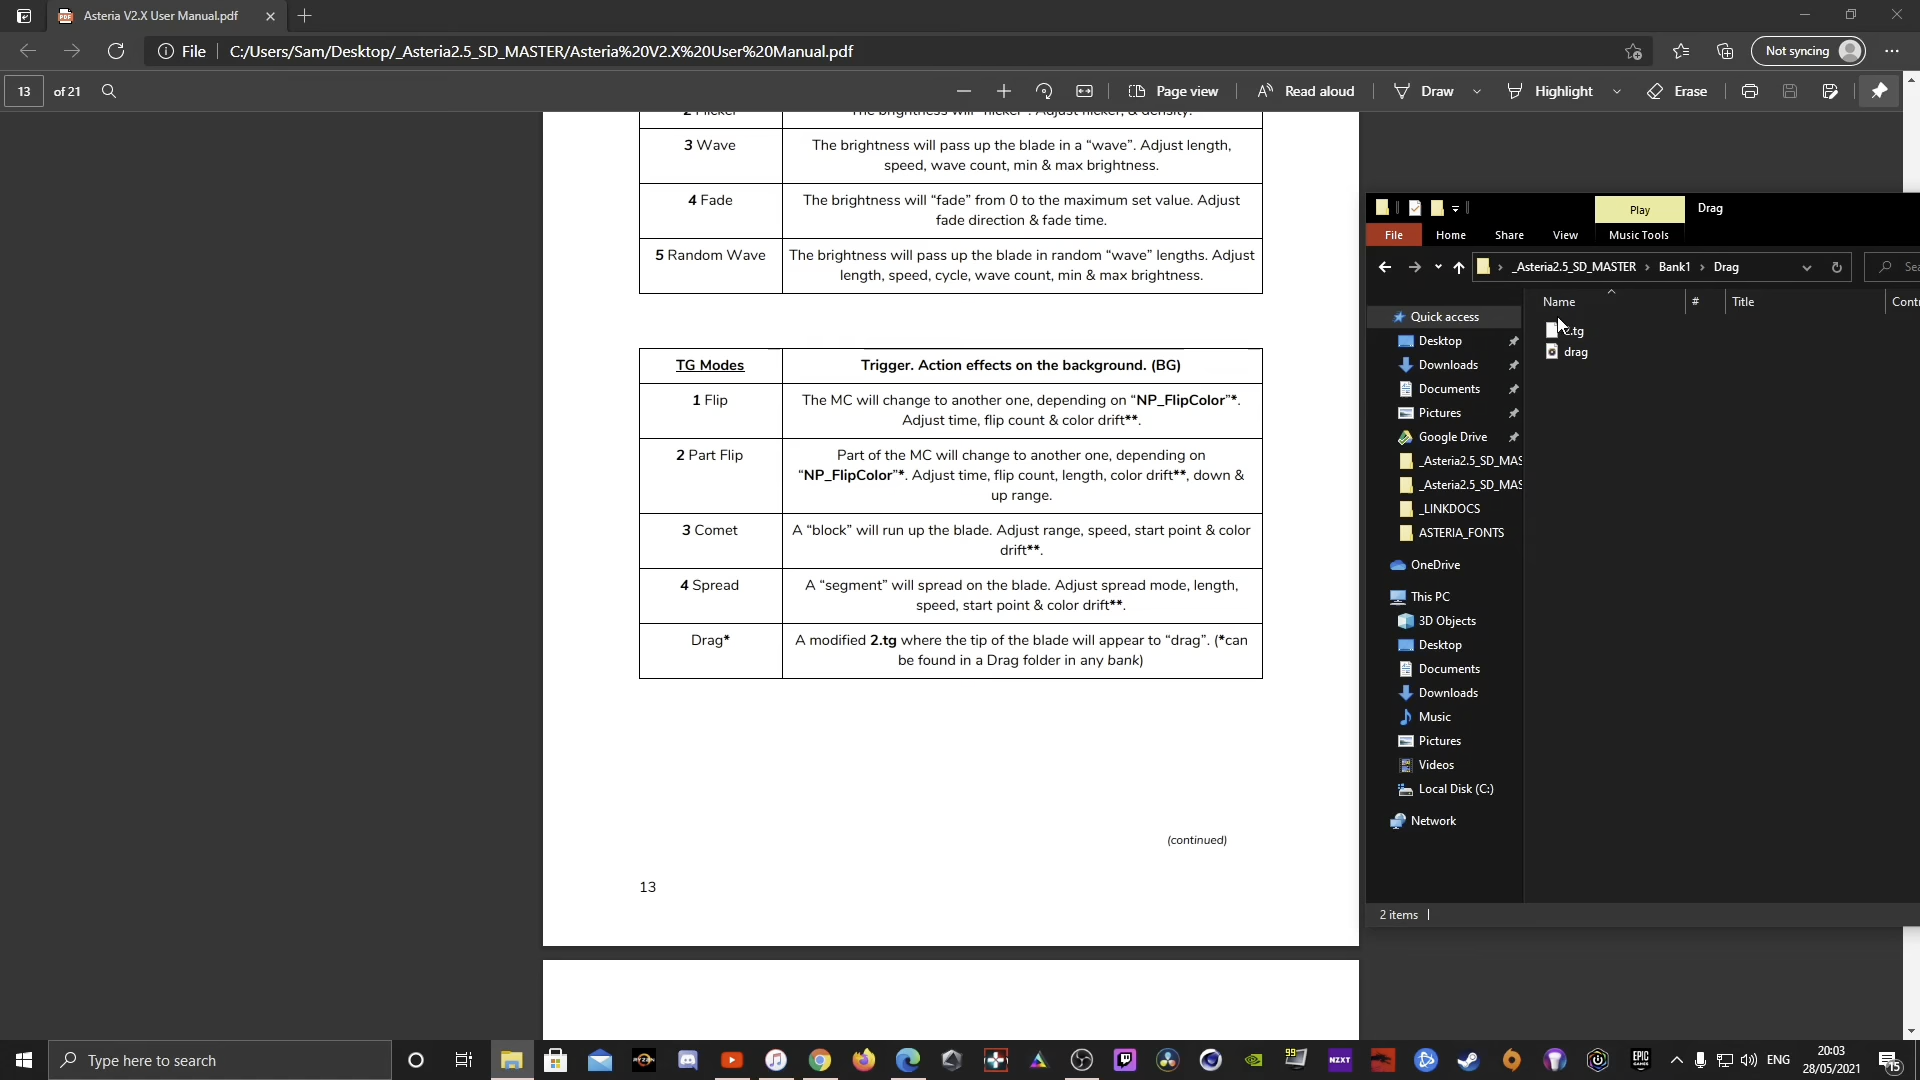 Asteria V2.X User Manual.pdf
File
C:/Users/Sam/Desktop/_Asteria2.5_SD_MASTER/Asteria%20V2.X%20User%20Manual.pdf
Not syncing
13
of 21
Page view
Read aloud
Draw
Highlight
Erase
3 Wave
The brightness will pass up the blade in a “wave”. Adjust length,
speed, wave count, min & max brightness.
4 Fade
The brightness will “fade” from 0 to the maximum set value. Adjust
fade direction & fade time.
5 Random Wave
The brightness will pass up the blade in random “wave” lengths. Adjust
length, speed, cycle, wave count, min & max brightness.
TG Modes
Trigger. Action effects on the background. (BG)
1 Flip
The MC will change to another one, depending on “NP_FlipColor”*.
Adjust time, flip count & color drift**.
2 Part Flip
Part of the MC will change to another one, depending on
“NP_FlipColor”*. Adjust time, flip count, length, color drift**, down &
up range.
3 Comet
A “block” will run up the blade. Adjust range, speed, start point & color
drift**.
4 Spread
A “segment” will spread on the blade. Adjust spread mode, length,
speed, start point & color drift**.
Drag*
A modified 2.tg where the tip of the blade will appear to “drag”. (*can
be found in a Drag folder in any bank)
(continued)
13
Play
Drag
File
Home
Share
View
Music Tools
_Asteria2.5_SD_MASTER
Bank1
Drag
Name
#
Title
2.tg
drag
Quick access
Desktop
Downloads
Documents
Pictures
Google Drive
_Asteria2.5_SD_MAS
_Asteria2.5_SD_MAS
_LINKDOCS
ASTERIA_FONTS
OneDrive
This PC
3D Objects
Desktop
Documents
Downloads
Music
Pictures
Videos
Local Disk (C:)
Network
2 items
Type here to search
RYZEN
99
NZXT
EPIC
GAMES
ENG
20:03
28/05/2021
15